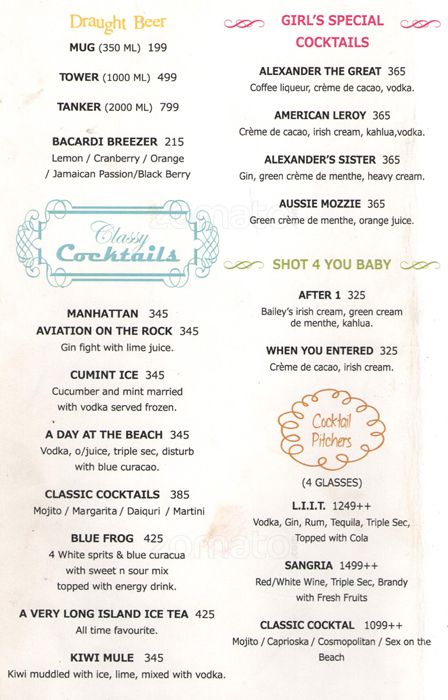 Draught Beer
MUG (350 ML) 199
TOWER (1000 ML) 499
TANKER (2000 ML) 799
BACARDI BREEZER 215
Lemon / Cranberry / Orange
/ Jamaican Passion/Black Berry
Classy
Cocktails
MANHATTAN 345
AVIATION ON THE ROCK 345
Gin fight with lime juice.
CUMINT ICE 345
Cucumber and mint married
with vodka served frozen.
A DAY AT THE BEACH 345
Vodka, o/juice, triple sec, disturb
with blue curacao.
CLASSIC COCKTAILS 385
Mojito / Margarita / Daiquri / Martini
BLUE FROG 425
4 White sprits & blue curacua
with sweet n sour mix
topped with energy drink.
A VERY LONG ISLAND ICE TEA 425
All time favourite.
KIWI MULE 345
Kiwi muddled with ice, lime, mixed with vodka.
GIRL'S SPECIAL
COCKTAILS
ALEXANDER THE GREAT 365
Coffee liqueur, crème de cacao, vodka.
AMERICAN LEROY 365
Crème de cacao, irish cream, kahlua,vodka.
ALEXANDER'S SISTER 365
Gin, green crème de menthe, heavy cream.
AUSSIE MOZZIE 365
Green crème de menthe, orange juice.
SHOT 4 YOU BABY
AFTER 1 325
Bailey's irish cream, green cream
de menthe, kahlua.
WHEN YOU ENTERED 325
Crème de cacao, irish cream.
Cocktail
Pitchers
(4 GLASSES)
L.I.I.T. 1249++
Vodka, Gin, Rum, Tequila, Triple Sec,
Topped with Cola
SANGRIA 1499++
Red/White Wine, Triple Sec, Brandy
with Fresh Fruits
CLASSIC COCKTAL 1099++
Mojito / Caprioska / Cosmopolitan / Sex on the
Beach
zomato
zomato